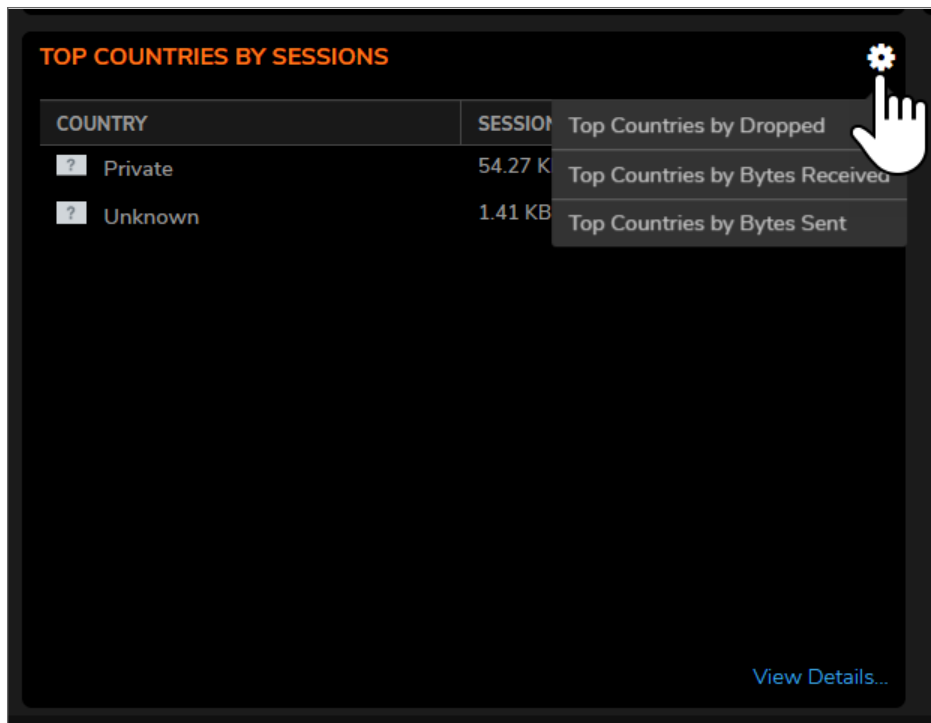 TOP COUNTRIES BY SESSIONS
COUNTRY SESSION
Top Countries by Dropped
? Private 54.27 K
Top Countries by Bytes Received
? Unknown 1.41 KB
Top Countries by Bytes Sent
View Details...